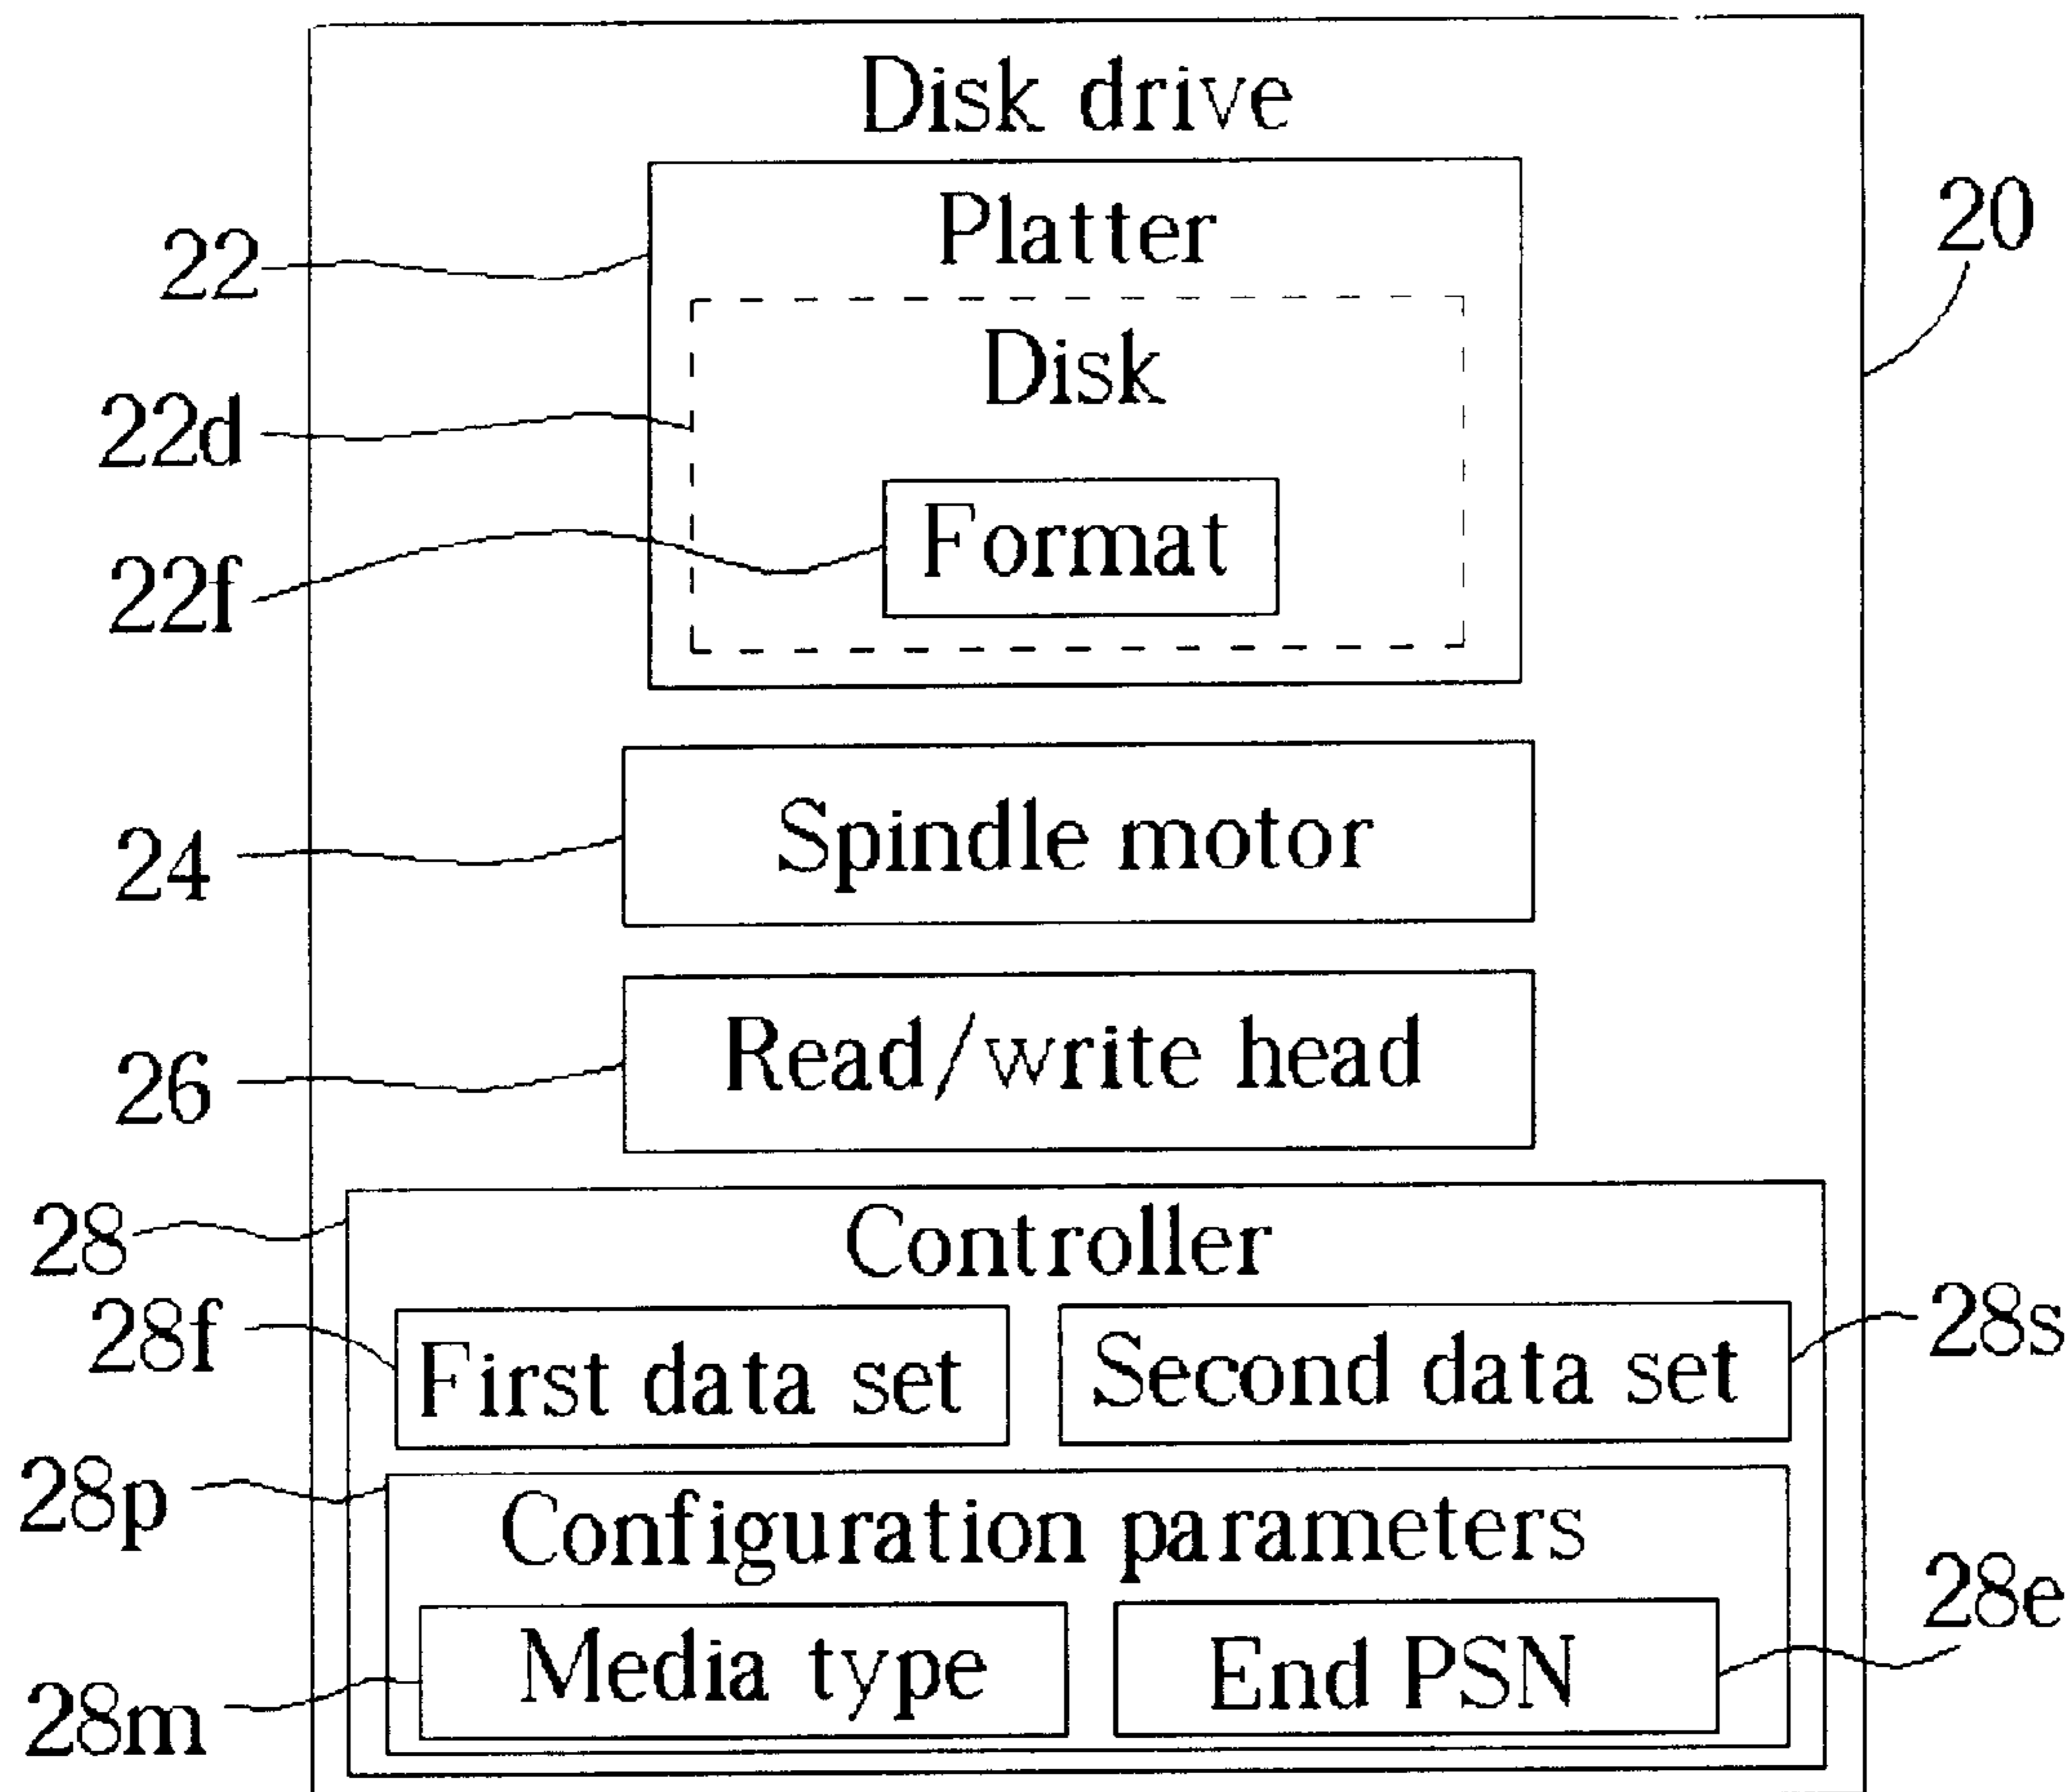 Disk drive
Platter
20
22
Disk
22d
Format
22f
Spindle motor
24
Read/write head
26
Controller
28
28f
First data set
Second data set
28s
28p
Configuration parameters
28e
Media type
End PSN
28m